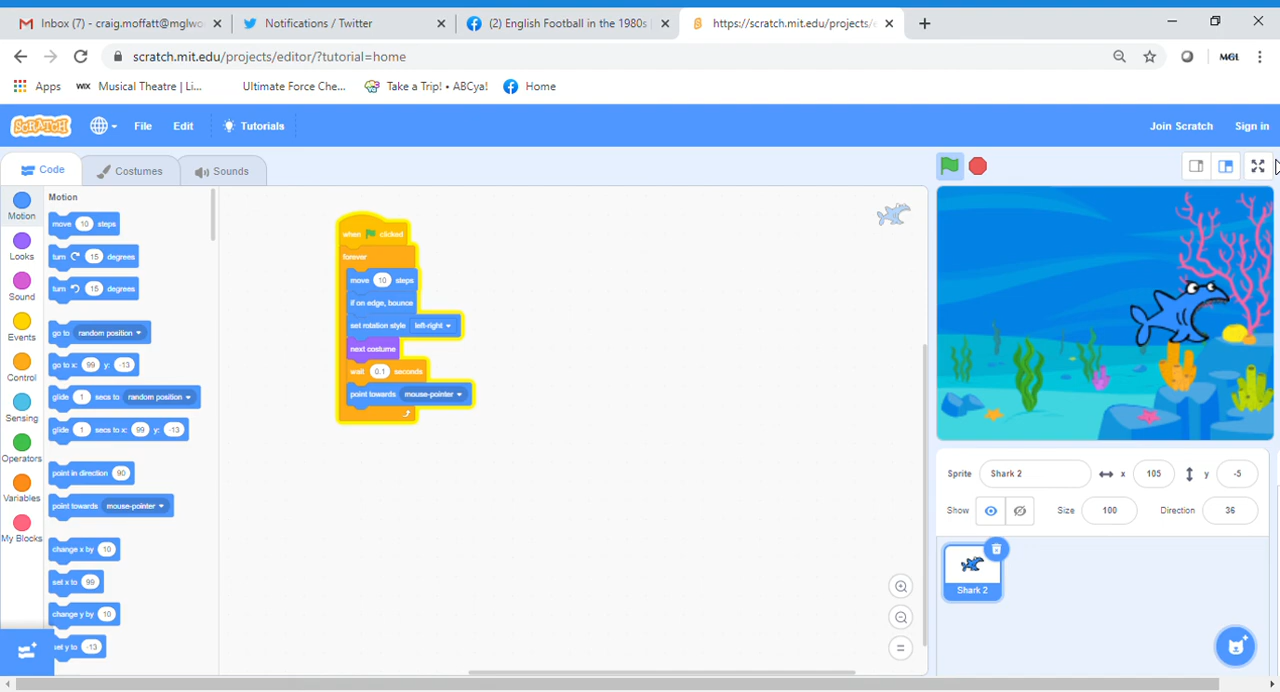 Inbox (7) - craig.moffatt@mglwo
Notifications / Twitter
(2) English Football in the 1980s
https://scratch.mit.edu/projects/
scratch.mit.edu/projects/editor/?tutorial=home
MGL
Apps
WIX Musical Theatre | Li...
Ultimate Force Che...
Take a Trip! • ABCya!
Home
SCRATCH
File
Edit
Tutorials
Join Scratch
Sign in
Code
Costumes
Sounds
Motion
Looks
Sound
Events
Control
Sensing
Operators
Variables
My Blocks
Motion
move 10 steps
turn 15 degrees
turn 15 degrees
go to random position
go to x: 99 y: -13
glide 1 secs to random position
glide 1 secs to x: 99 y: -13
point in direction 90
point towards mouse-pointer
change x by 10
set x to 99
change y by 10
set y to -13
when clicked
forever
move 10 steps
if on edge, bounce
set rotation style left-right
next costume
wait 0.1 seconds
point towards mouse-pointer
Sprite Shark 2 x 105 y -5
Show Size 100 Direction 36
Shark 2